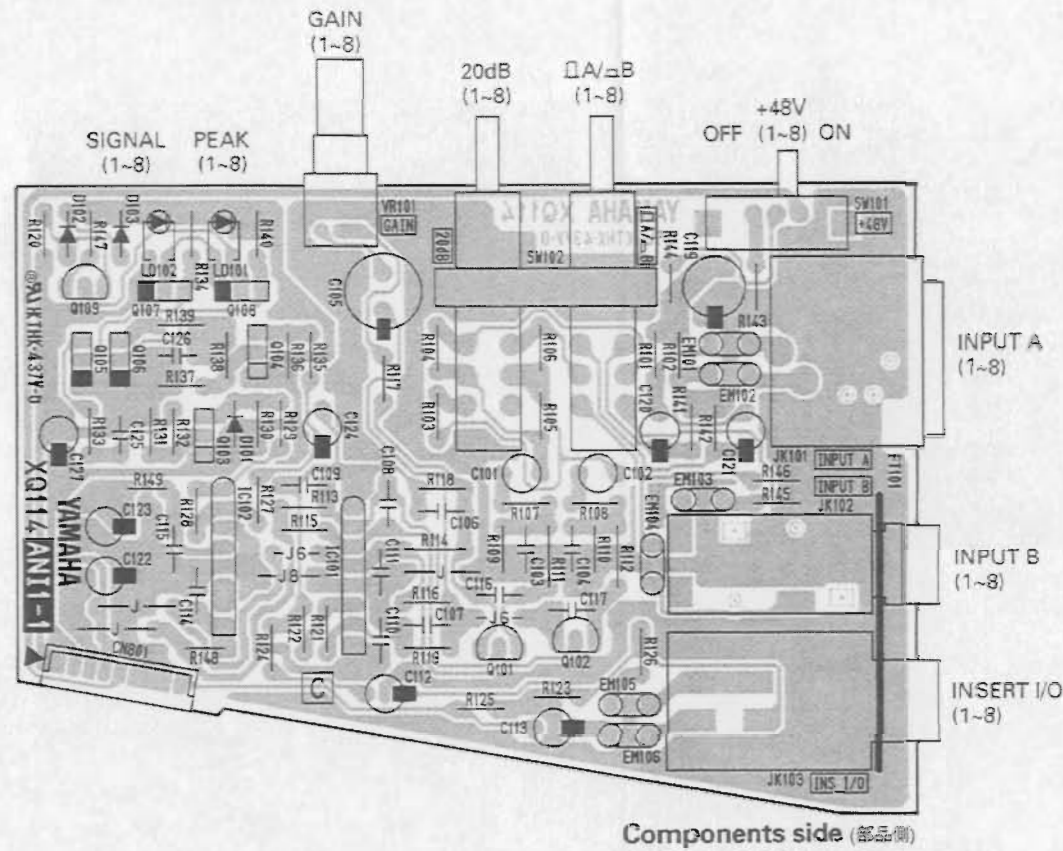 GAIN
(1~8)
20dB
(1~8)
A/B
(1~8)
+48V
OFF (1~8) ON
SIGNAL
(1~8)
PEAK
(1~8)
R120
D102
R147
D103
LD102
R134
LD101
R140
Q109
Q107
Q108
R139
C126
R137
Q105
Q106
R138
Q104
R136
R135
VR101
GAIN
C105
R117
20dB
SW102
YAMAHA XQ114
R144
C119
SW101
+48V
R143
EM101
EM102
R104
R106
R101
R102
R103
R105
C120
R141
R142
C121
INPUT A
(1~8)
R133
C125
R131
R132
Q103
D101
R130
R129
C124
C127
C101
C102
JK101
INPUT A
INPUT B
JK102
R146
R145
EM103
EM104
R149
C123
C115
R128
IC102
R127
C109
R113
R115
J6
J8
IC101
C108
R118
C106
R114
C111
J
R116
C107
C110
R119
R107
R108
R109
C103
R111
C104
R110
R112
C116
J6
C117
Q101
Q102
INPUT B
(1~8)
C122
J
J
C114
R148
R124
R122
R121
CN801
XQ114
ANI1-1
YAMAHA
C
C112
R125
R123
C113
R126
EM105
EM106
INSERT I/O
(1~8)
JK103
INS I/O
Components side (部品側)